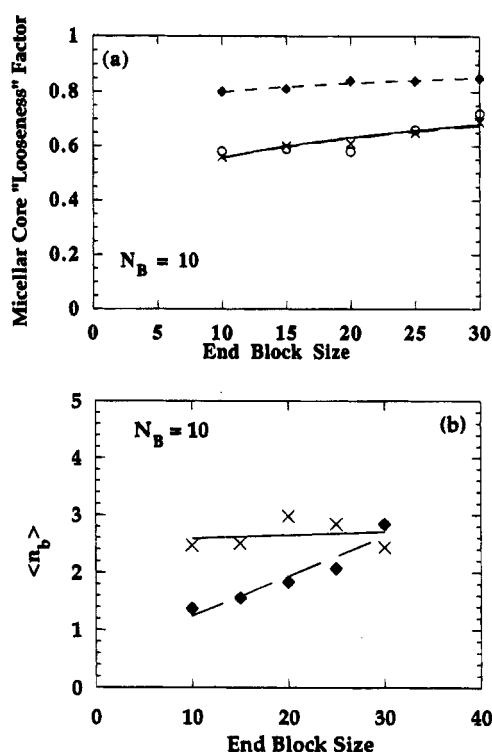 (a)
Micellar Core "Looseness" Factor
1
0.8
0.6
0.4
0.2
0
N_B = 10
0 5 10 15 20 25 30
End Block Size
(b)
N_B = 10
<n_b>
5
4
3
2
1
0
0 10 20 30 40
End Block Size